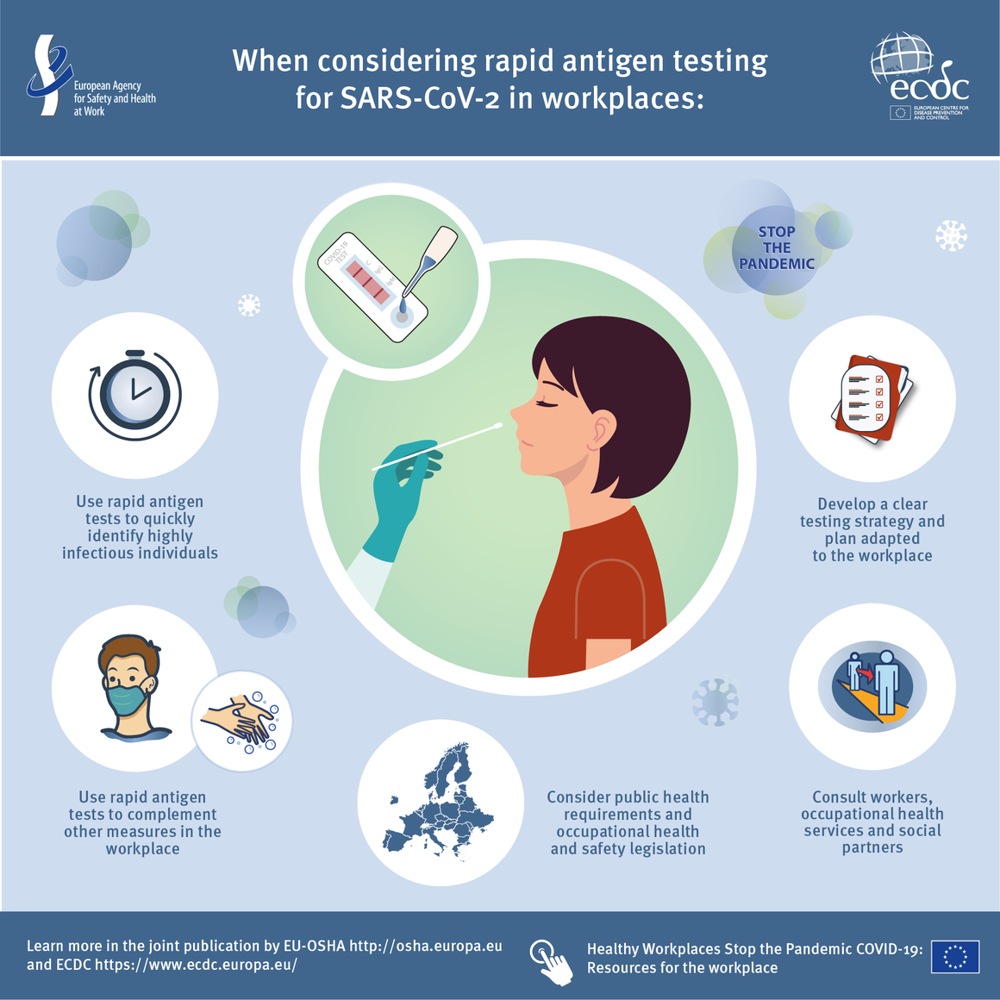 European Agency
for Safety and Health
at Work
When considering rapid antigen testing
for SARS-CoV-2 in workplaces:
ecdc
EUROPEAN CENTRE FOR
DISEASE PREVENTION
AND CONTROL
COVID-19
TEST
C
IgG
IgM
STOP
THE
PANDEMIC
Use rapid antigen
tests to quickly
identify highly
infectious individuals
Develop a clear
testing strategy and
plan adapted
to the workplace
Use rapid antigen
tests to complement
other measures in the
workplace
Consider public health
requirements and
occupational health
and safety legislation
Consult workers,
occupational health
services and social
partners
Learn more in the joint publication by EU-OSHA http://osha.europa.eu
and ECDC https://www.ecdc.europa.eu/
Healthy Workplaces Stop the Pandemic COVID-19:
Resources for the workplace